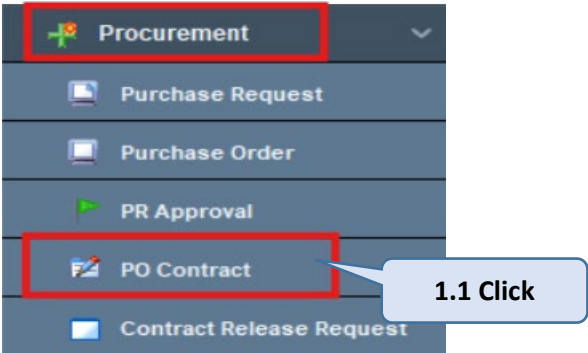 Procurement
Purchase Request
Purchase Order
PR Approval
PO Contract
1.1 Click
Contract Release Request